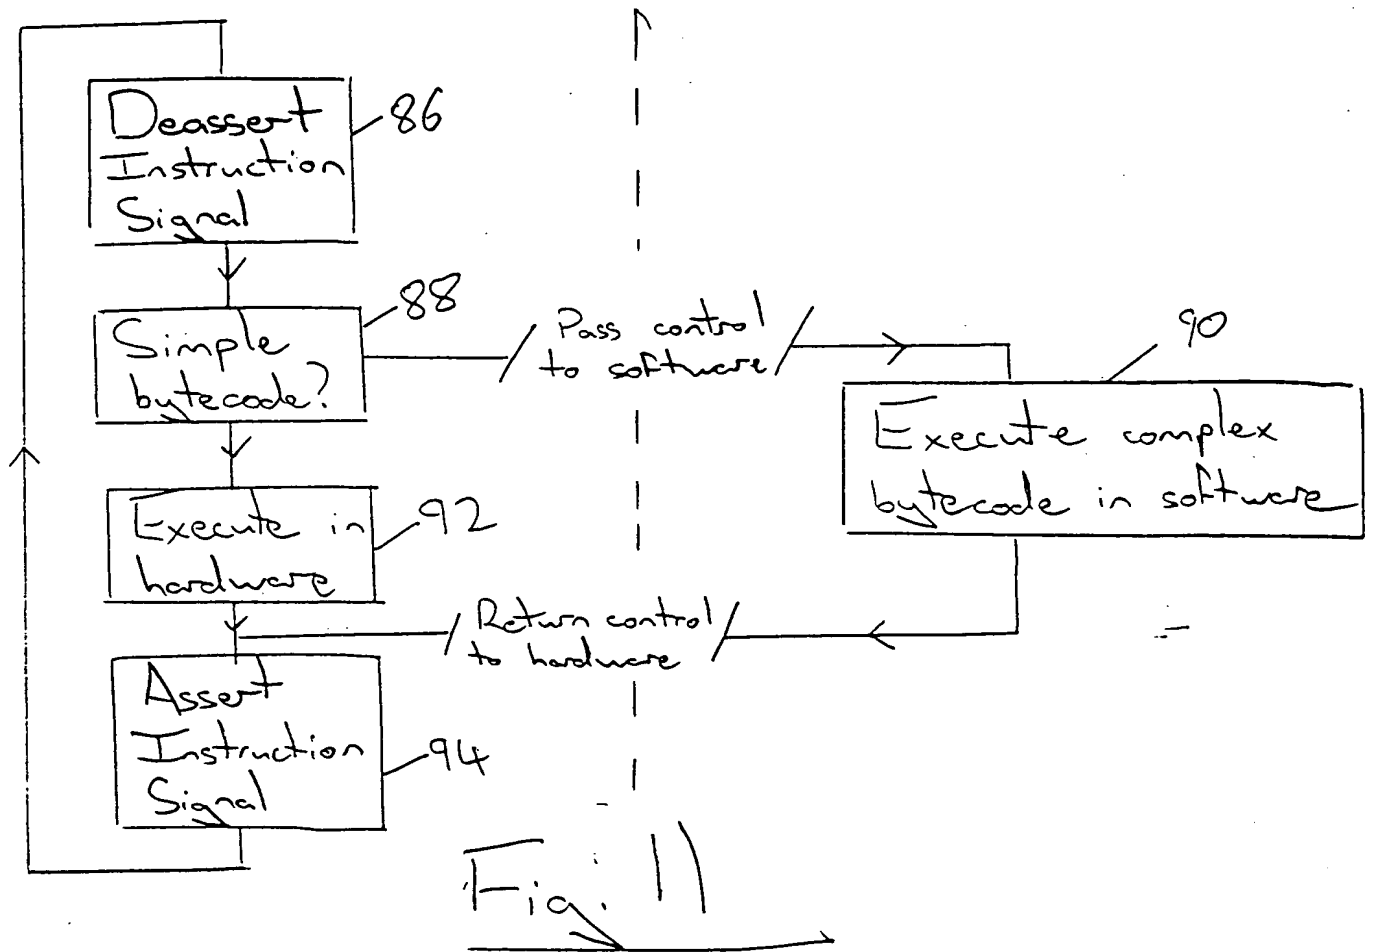 Deassert
Instruction
Signal
86
Simple
bytecode?
88
Pass control
to software
90
Execute complex
bytecode in software
Execute in
hardware
92
Return control
to hardware
Assert
Instruction
Signal
94
Fig. 11